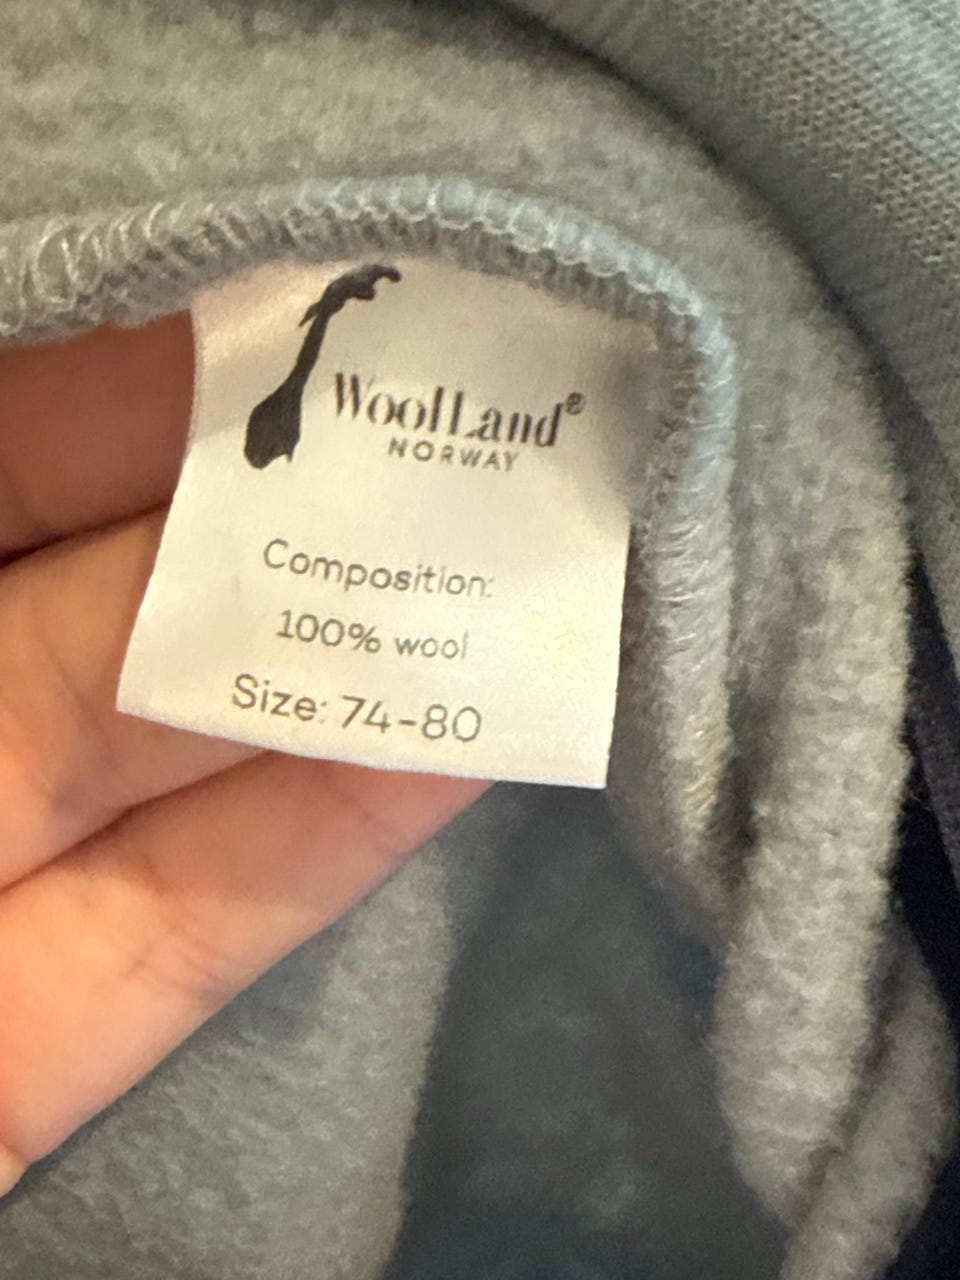 WoolLand®
NORWAY
Composition:
100% wool
Size: 74-80